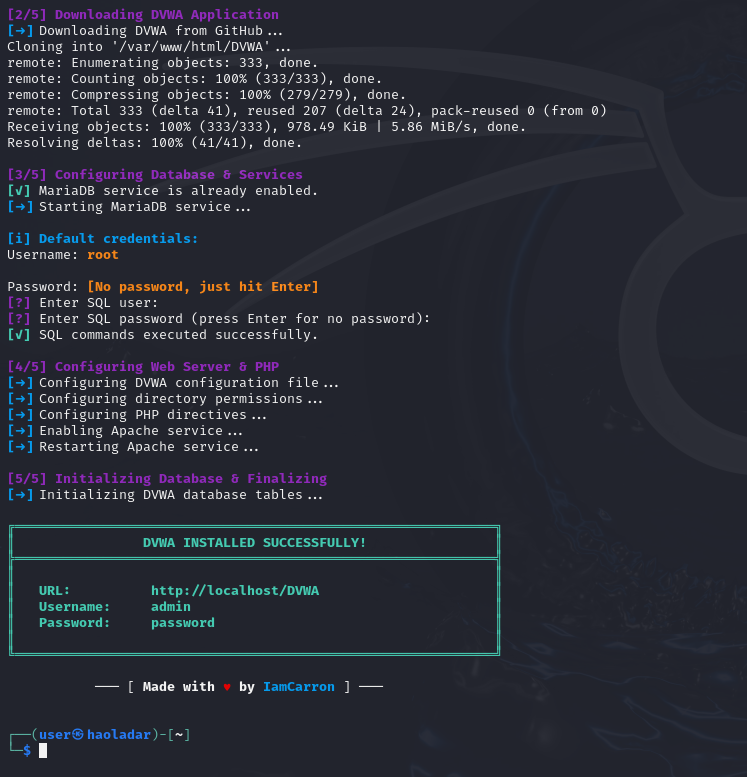 [2/5] Downloading DVWA Application
[→] Downloading DVWA from GitHub...
Cloning into '/var/www/html/DVWA'...
remote: Enumerating objects: 333, done.
remote: Counting objects: 100% (333/333), done.
remote: Compressing objects: 100% (279/279), done.
remote: Total 333 (delta 41), reused 207 (delta 24), pack-reused 0 (from 0)
Receiving objects: 100% (333/333), 978.49 KiB | 5.86 MiB/s, done.
Resolving deltas: 100% (41/41), done.
[3/5] Configuring Database & Services
[√] MariaDB service is already enabled.
[→] Starting MariaDB service...
[i] Default credentials:
Username: root
Password: [No password, just hit Enter]
[?] Enter SQL user:
[?] Enter SQL password (press Enter for no password):
[√] SQL commands executed successfully.
[4/5] Configuring Web Server & PHP
[→] Configuring DVWA configuration file...
[→] Configuring directory permissions...
[→] Configuring PHP directives...
[→] Enabling Apache service...
[→] Restarting Apache service...
[5/5] Initializing Database & Finalizing
[→] Initializing DVWA database tables...
DVWA INSTALLED SUCCESSFULLY!
URL: http://localhost/DVWA
Username: admin
Password: password
─── [ Made with ♥ by IamCarron ] ───
┌──(user㉿haoladar)-[~]
└─$